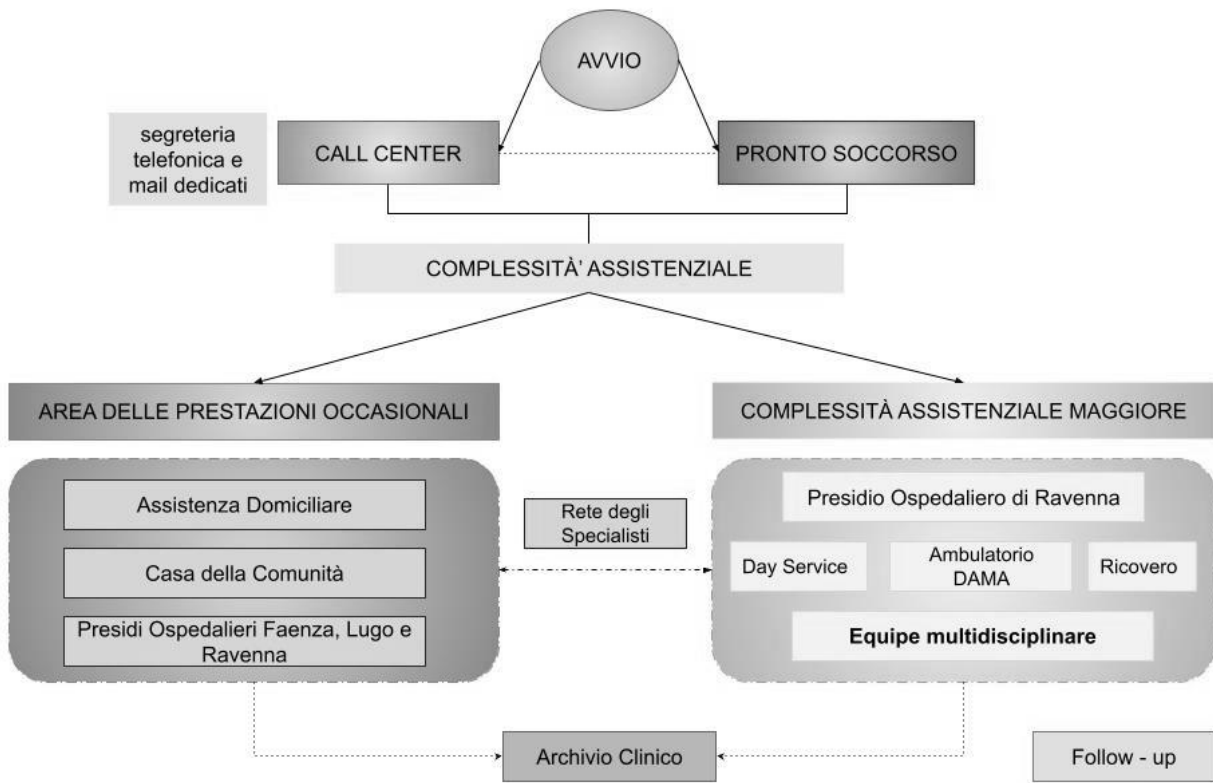 AVVIO
segreteria
telefonica e
mail dedicati
CALL CENTER
PRONTO SOCCORSO
COMPLESSITÀ’ ASSISTENZIALE
AREA DELLE PRESTAZIONI OCCASIONALI
COMPLESSITÀ ASSISTENZIALE MAGGIORE
Assistenza Domiciliare
Casa della Comunità
Presidi Ospedalieri Faenza, Lugo e
Ravenna
Rete degli
Specialisti
Presidio Ospedaliero di Ravenna
Day Service
Ambulatorio
DAMA
Ricovero
Equipe multidisciplinare
Archivio Clinico
Follow - up